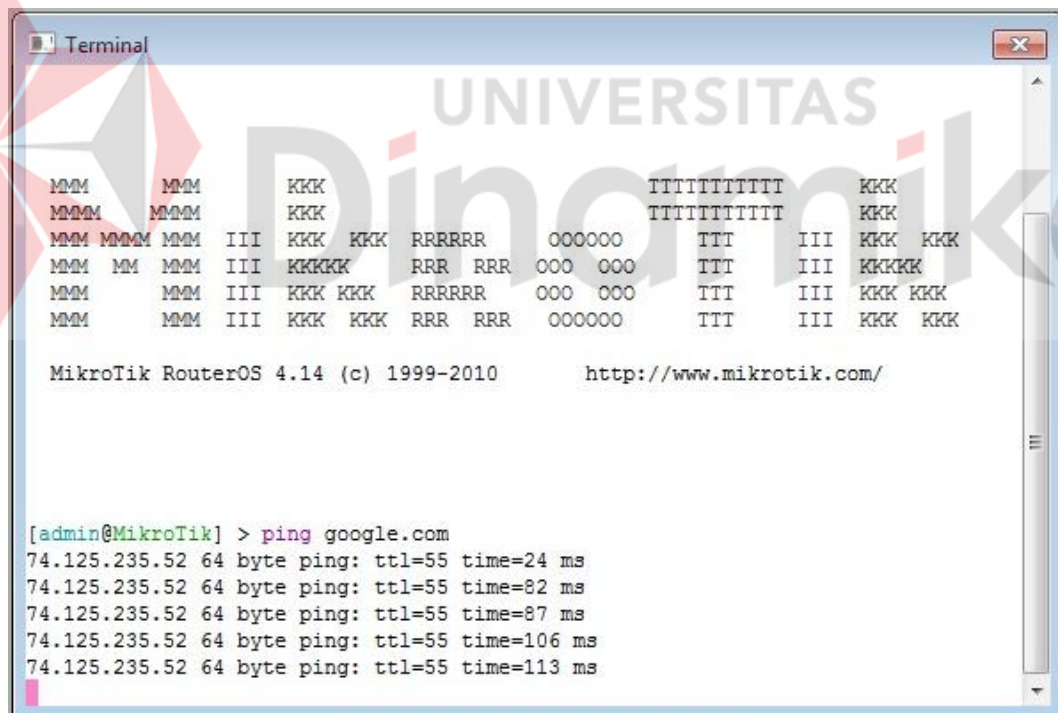 Terminal
UNIVERSITAS
Dinamika
MMM MMM KKK TTTTTTTTTTT KKK
MMMM MMMM KKK TTTTTTTTTTT KKK
MMM MMMM MMM III KKK KKK RRRRRR OOOOOO TTT III KKK KKK
MMM MM MMM III KKKKK RRR RRR OOO OOO TTT III KKKKK
MMM MMM III KKK KKK RRRRRR OOO OOO TTT III KKK KKK
MMM MMM III KKK KKK RRR RRR OOOOOO TTT III KKK KKK
MikroTik RouterOS 4.14 (c) 1999-2010 http://www.mikrotik.com/
[admin@MikroTik] > ping google.com
74.125.235.52 64 byte ping: ttl=55 time=24 ms
74.125.235.52 64 byte ping: ttl=55 time=82 ms
74.125.235.52 64 byte ping: ttl=55 time=87 ms
74.125.235.52 64 byte ping: ttl=55 time=106 ms
74.125.235.52 64 byte ping: ttl=55 time=113 ms